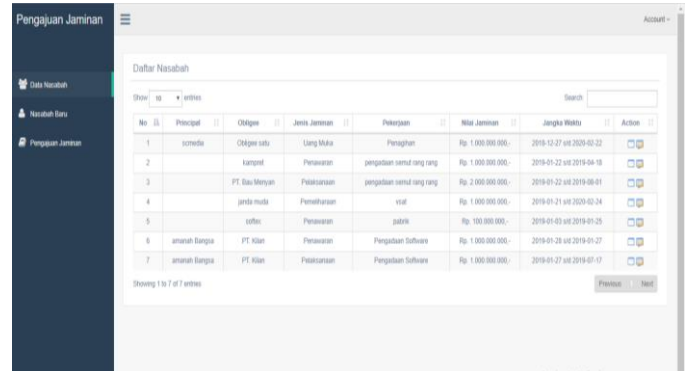 Pengajuan Jaminan
Account
Data Nasabah
Nasabah Baru
Pengajuan Jaminan
Daftar Nasabah
Show 10 entries Search:
No Principal Obligee Jenis Jaminan Pekerjaan Nilai Jaminan Jangka Waktu Action
1 scmedia Obligee satu Uang Muka Penagihan Rp. 1.000.000.000,- 2018-12-27 s/d 2020-02-22
2 kampret Penawaran pengadaan semut rang rang Rp. 1.000.000.000,- 2019-01-22 s/d 2019-04-18
3 PT. Bau Menyan Pelaksanaan pengadaan semut rang rang Rp. 2.000.000.000,- 2019-01-22 s/d 2019-08-01
4 janda muda Pemeliharaan vsat Rp. 1.000.000.000,- 2019-01-21 s/d 2020-02-24
5 softex Penawaran pabrik Rp. 100.000.000,- 2019-01-03 s/d 2019-01-25
6 amanah Bangsa PT. Kilan Penawaran Pengadaan Software Rp. 1.000.000.000,- 2019-01-28 s/d 2019-01-27
7 amanah Bangsa PT. Kilan Pelaksanaan Pengadaan Software Rp. 1.000.000.000,- 2019-01-27 s/d 2019-07-17
Showing 1 to 7 of 7 entries
Previous 1 Next